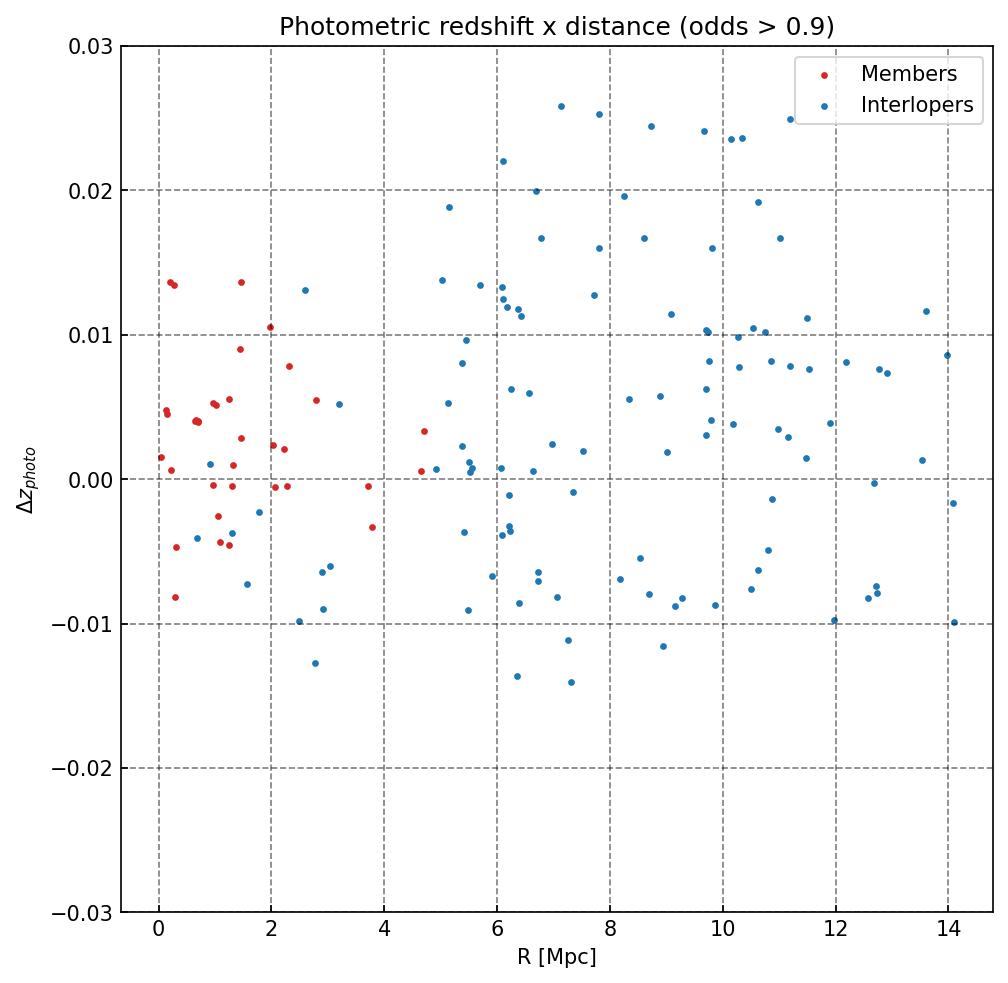 Photometric redshift x distance (odds > 0.9)
Members
Interlopers
0.03
0.02
0.01
0.00
−0.01
−0.02
−0.03
Δz_photo
0 2 4 6 8 10 12 14
R [Mpc]